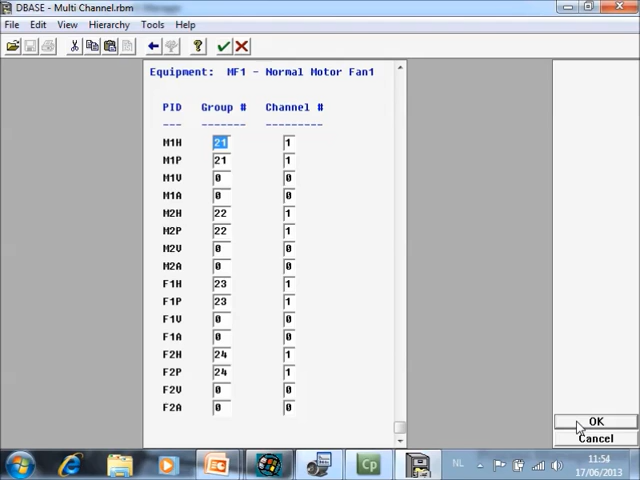 DBASE - Multi Channel.rbm
File Edit View Hierarchy Tools Help
Equipment: MF1 - Normal Motor Fan1
PID Group # Channel #
--- ------- ---------
M1H 21 1
M1P 21 1
M1V 0 0
M1A 0 0
M2H 22 1
M2P 22 1
M2V 0 0
M2A 0 0
F1H 23 1
F1P 23 1
F1V 0 0
F1A 0 0
F2H 24 1
F2P 24 1
F2V 0 0
F2A 0 0
OK
Cancel
Cp
NL
11:54
17/06/2013